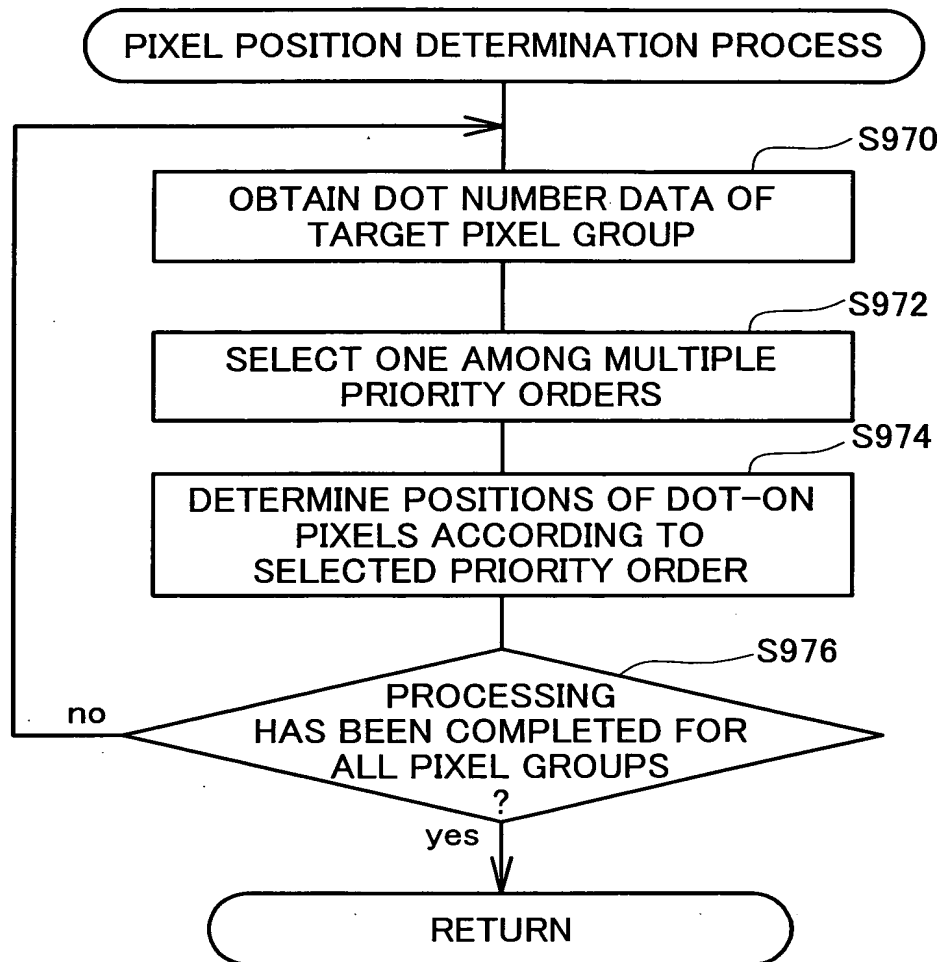 PIXEL POSITION DETERMINATION PROCESS
S970
OBTAIN DOT NUMBER DATA OF
TARGET PIXEL GROUP
S972
SELECT ONE AMONG MULTIPLE
PRIORITY ORDERS
S974
DETERMINE POSITIONS OF DOT-ON
PIXELS ACCORDING TO
SELECTED PRIORITY ORDER
S976
PROCESSING
HAS BEEN COMPLETED FOR
ALL PIXEL GROUPS
?
no
yes
RETURN